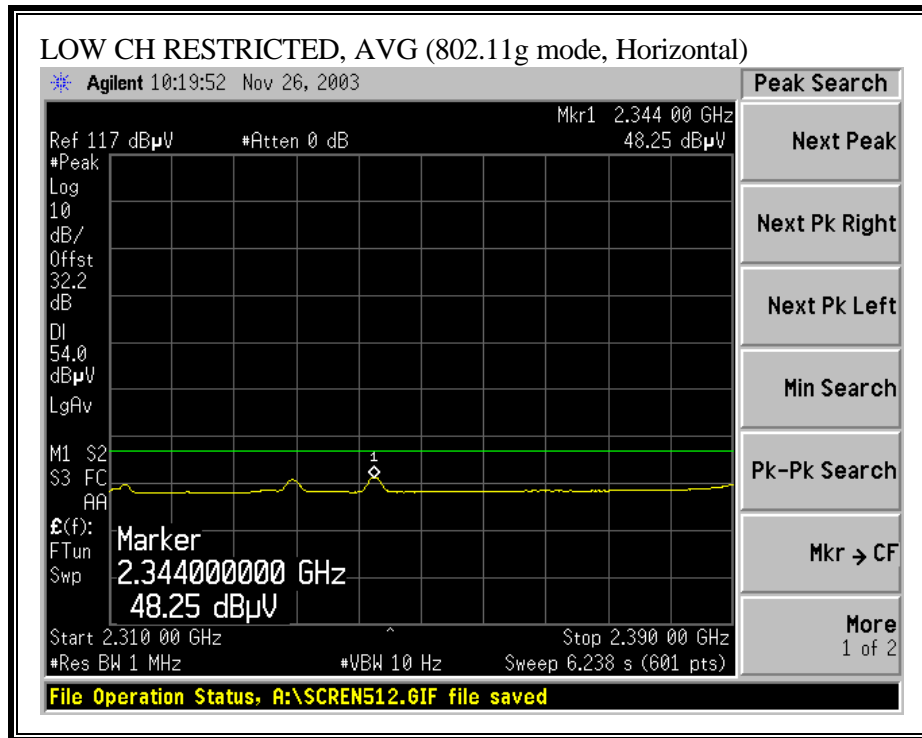 LOW CH RESTRICTED, AVG (802.11g mode, Horizontal)
Agilent 10:19:52 Nov 26, 2003
Peak Search
Mkr1 2.344 00 GHz
Ref 117 dBµV #Atten 0 dB 48.25 dBµV
#Peak
Log
10
dB/
Offst
32.2
dB
DI
54.0
dBµV
LgAv
M1 S2
S3 FC
AA
£(f):
FTun
Swp
1
Marker
2.344000000 GHz
48.25 dBµV
Start 2.310 00 GHz ^ Stop 2.390 00 GHz
#Res BW 1 MHz #VBW 10 Hz Sweep 6.238 s (601 pts)
File Operation Status, A:\SCREN512.GIF file saved
Next Peak
Next Pk Right
Next Pk Left
Min Search
Pk-Pk Search
Mkr → CF
More
1 of 2